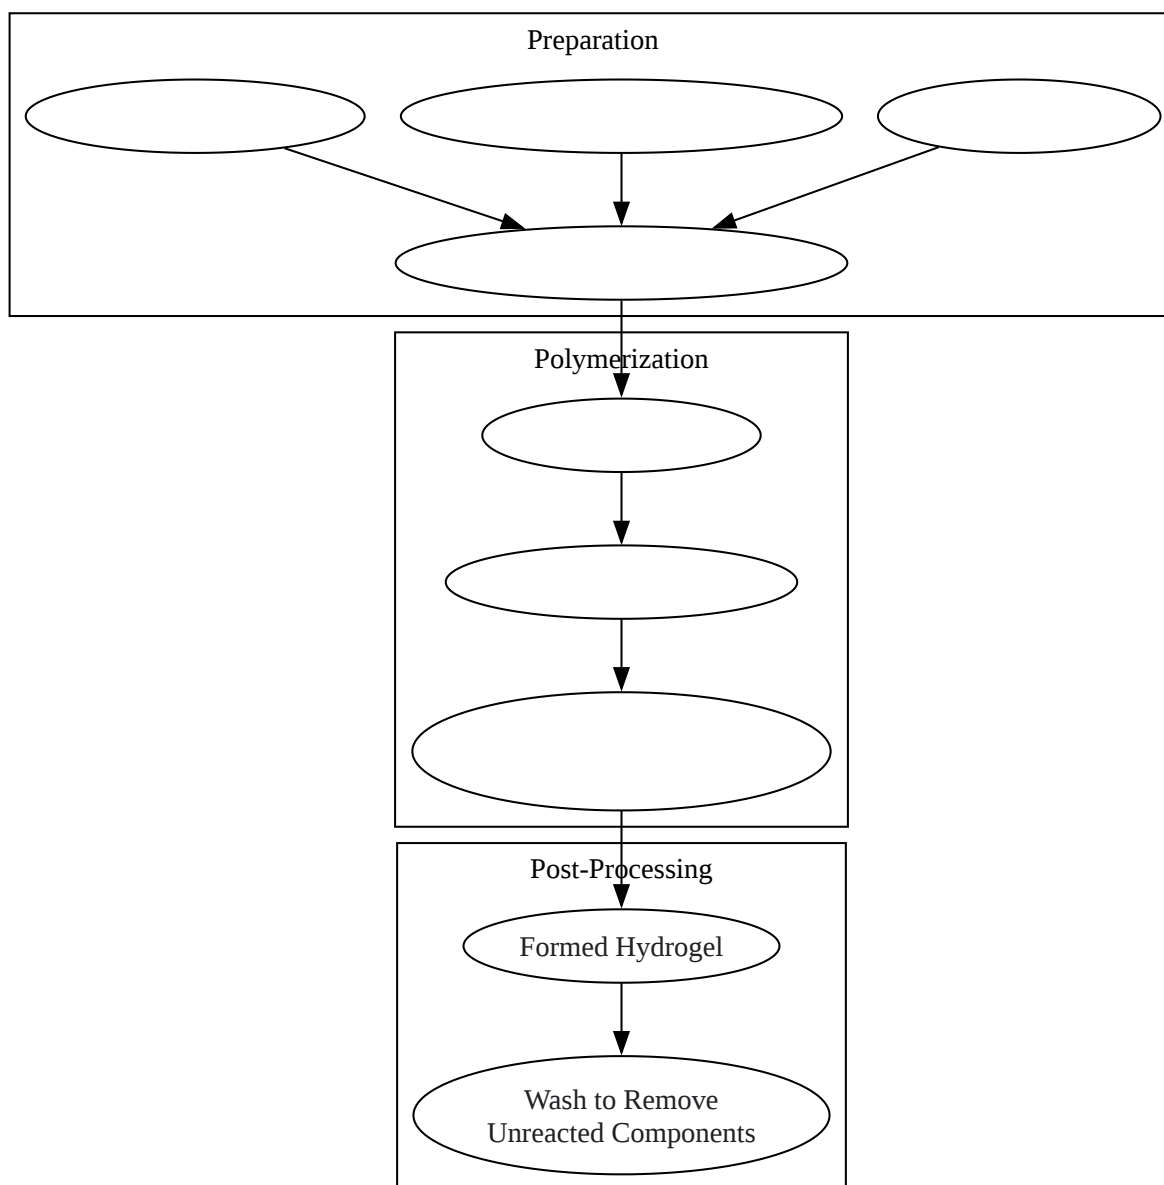 Preparation
Polymerization
Post-Processing
Formed Hydrogel
Wash to Remove
Unreacted Components